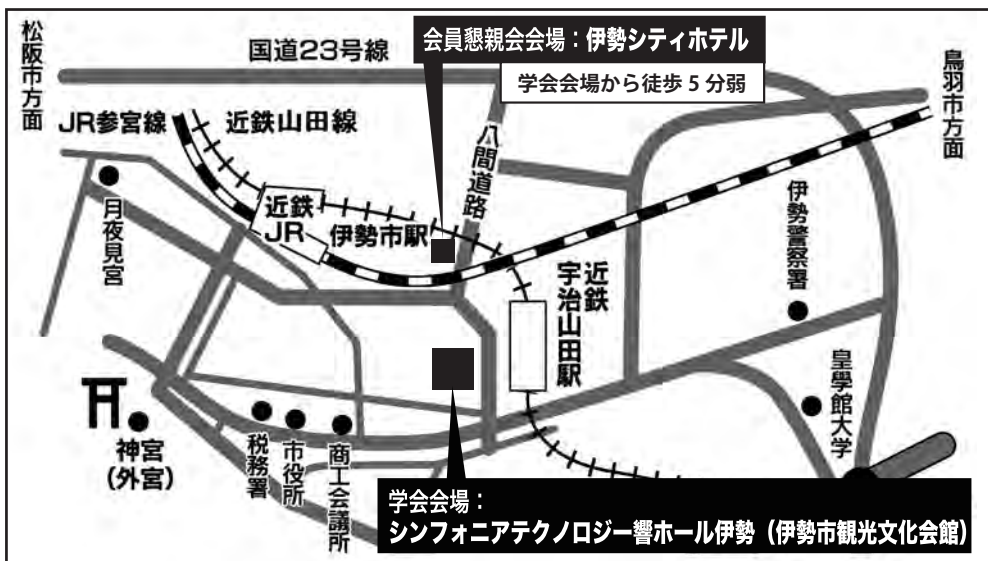 松阪市方面
国道23号線
会員懇親会会場：伊勢シティホテル
学会会場から徒歩５分弱
鳥羽市方面
JR参宮線
近鉄山田線
八間道路
月夜見宮
近鉄
JR
伊勢市駅
近鉄
宇治山田駅
伊勢警察署
皇學館大学
神宮
（外宮）
税務署
市役所
商工会議所
学会会場：
シンフォニアテクノロジー響ホール伊勢（伊勢市観光文化会館）